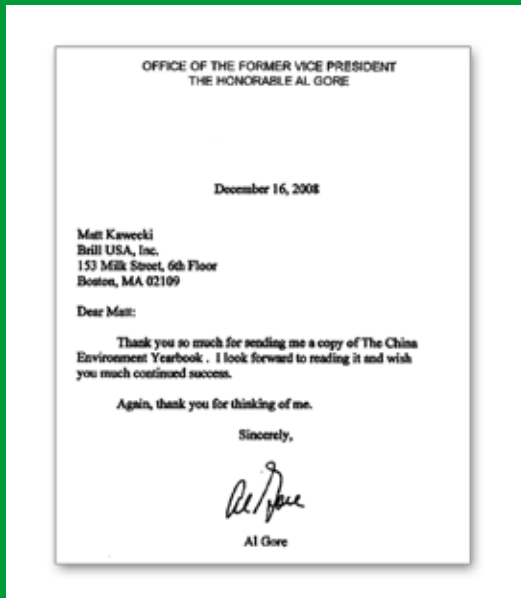 OFFICE OF THE FORMER VICE PRESIDENT
THE HONORABLE AL GORE
December 16, 2008
Matt Kawecki
Brill USA, Inc.
153 Milk Street, 6th Floor
Boston, MA 02109
Dear Matt:
Thank you so much for sending me a copy of The China
Environment Yearbook . I look forward to reading it and wish
you much continued success.
Again, thank you for thinking of me.
Sincerely,
Al Gore
Al Gore